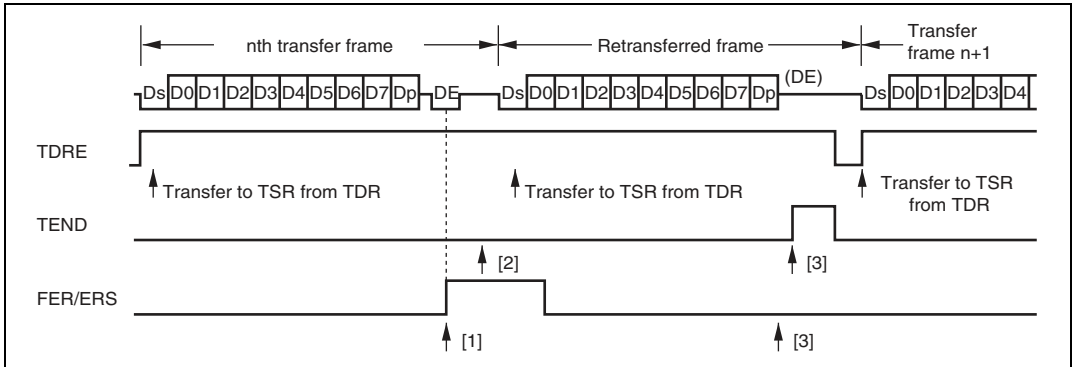 nth transfer frame Retransferred frame Transfer
frame n+1
Ds D0 D1 D2 D3 D4 D5 D6 D7 Dp DE Ds D0 D1 D2 D3 D4 D5 D6 D7 Dp (DE) Ds D0 D1 D2 D3 D4
TDRE
Transfer to TSR from TDR Transfer to TSR from TDR Transfer to TSR
from TDR
TEND
[2] [3]
FER/ERS
[1] [3]